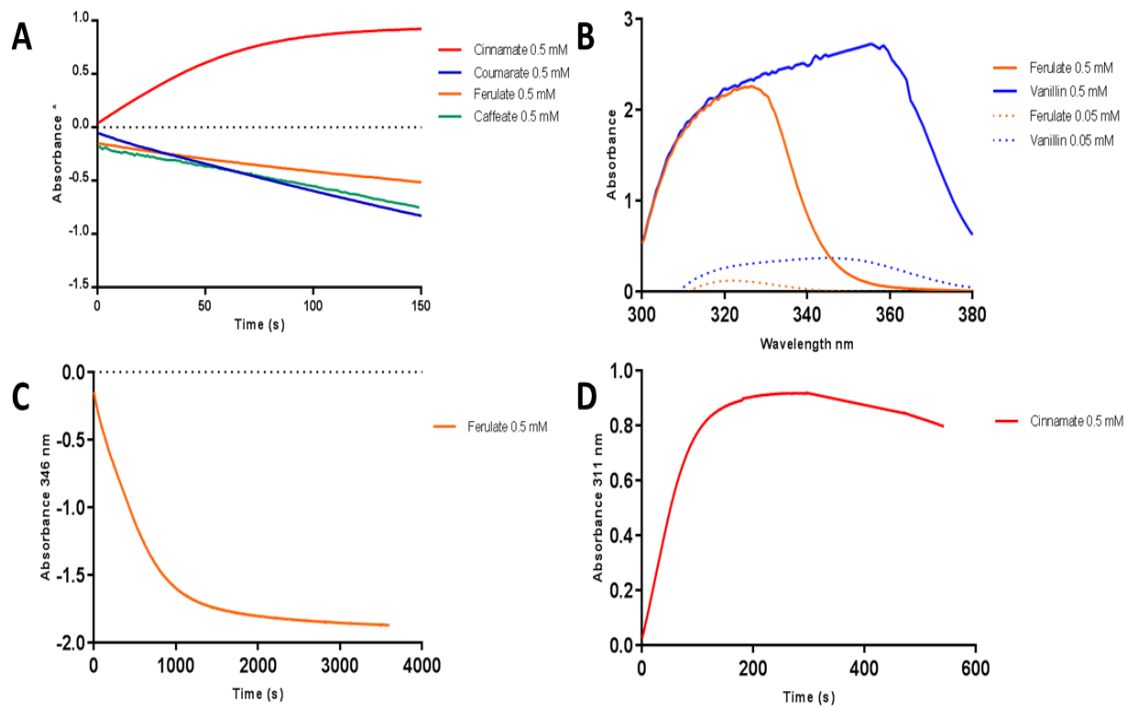 A
Absorbance *
1.0
0.5
0.0
-0.5
-1.0
-1.5
0
50
100
150
Time (s)
Cinnamate 0.5 mM
Coumarate 0.5 mM
Ferulate 0.5 mM
Caffeate 0.5 mM
B
Absorbance
3
2
1
0
300
320
340
360
380
Wavelength nm
Ferulate 0.5 mM
Vanillin 0.5 mM
Ferulate 0.05 mM
Vanillin 0.05 mM
C
Absorbance 346 nm
0.0
-0.5
-1.0
-1.5
-2.0
0
1000
2000
3000
4000
Time (s)
Ferulate 0.5 mM
D
Absorbance 311 nm
1.0
0.8
0.6
0.4
0.2
0.0
0
200
400
600
Time (s)
Cinnamate 0.5 mM